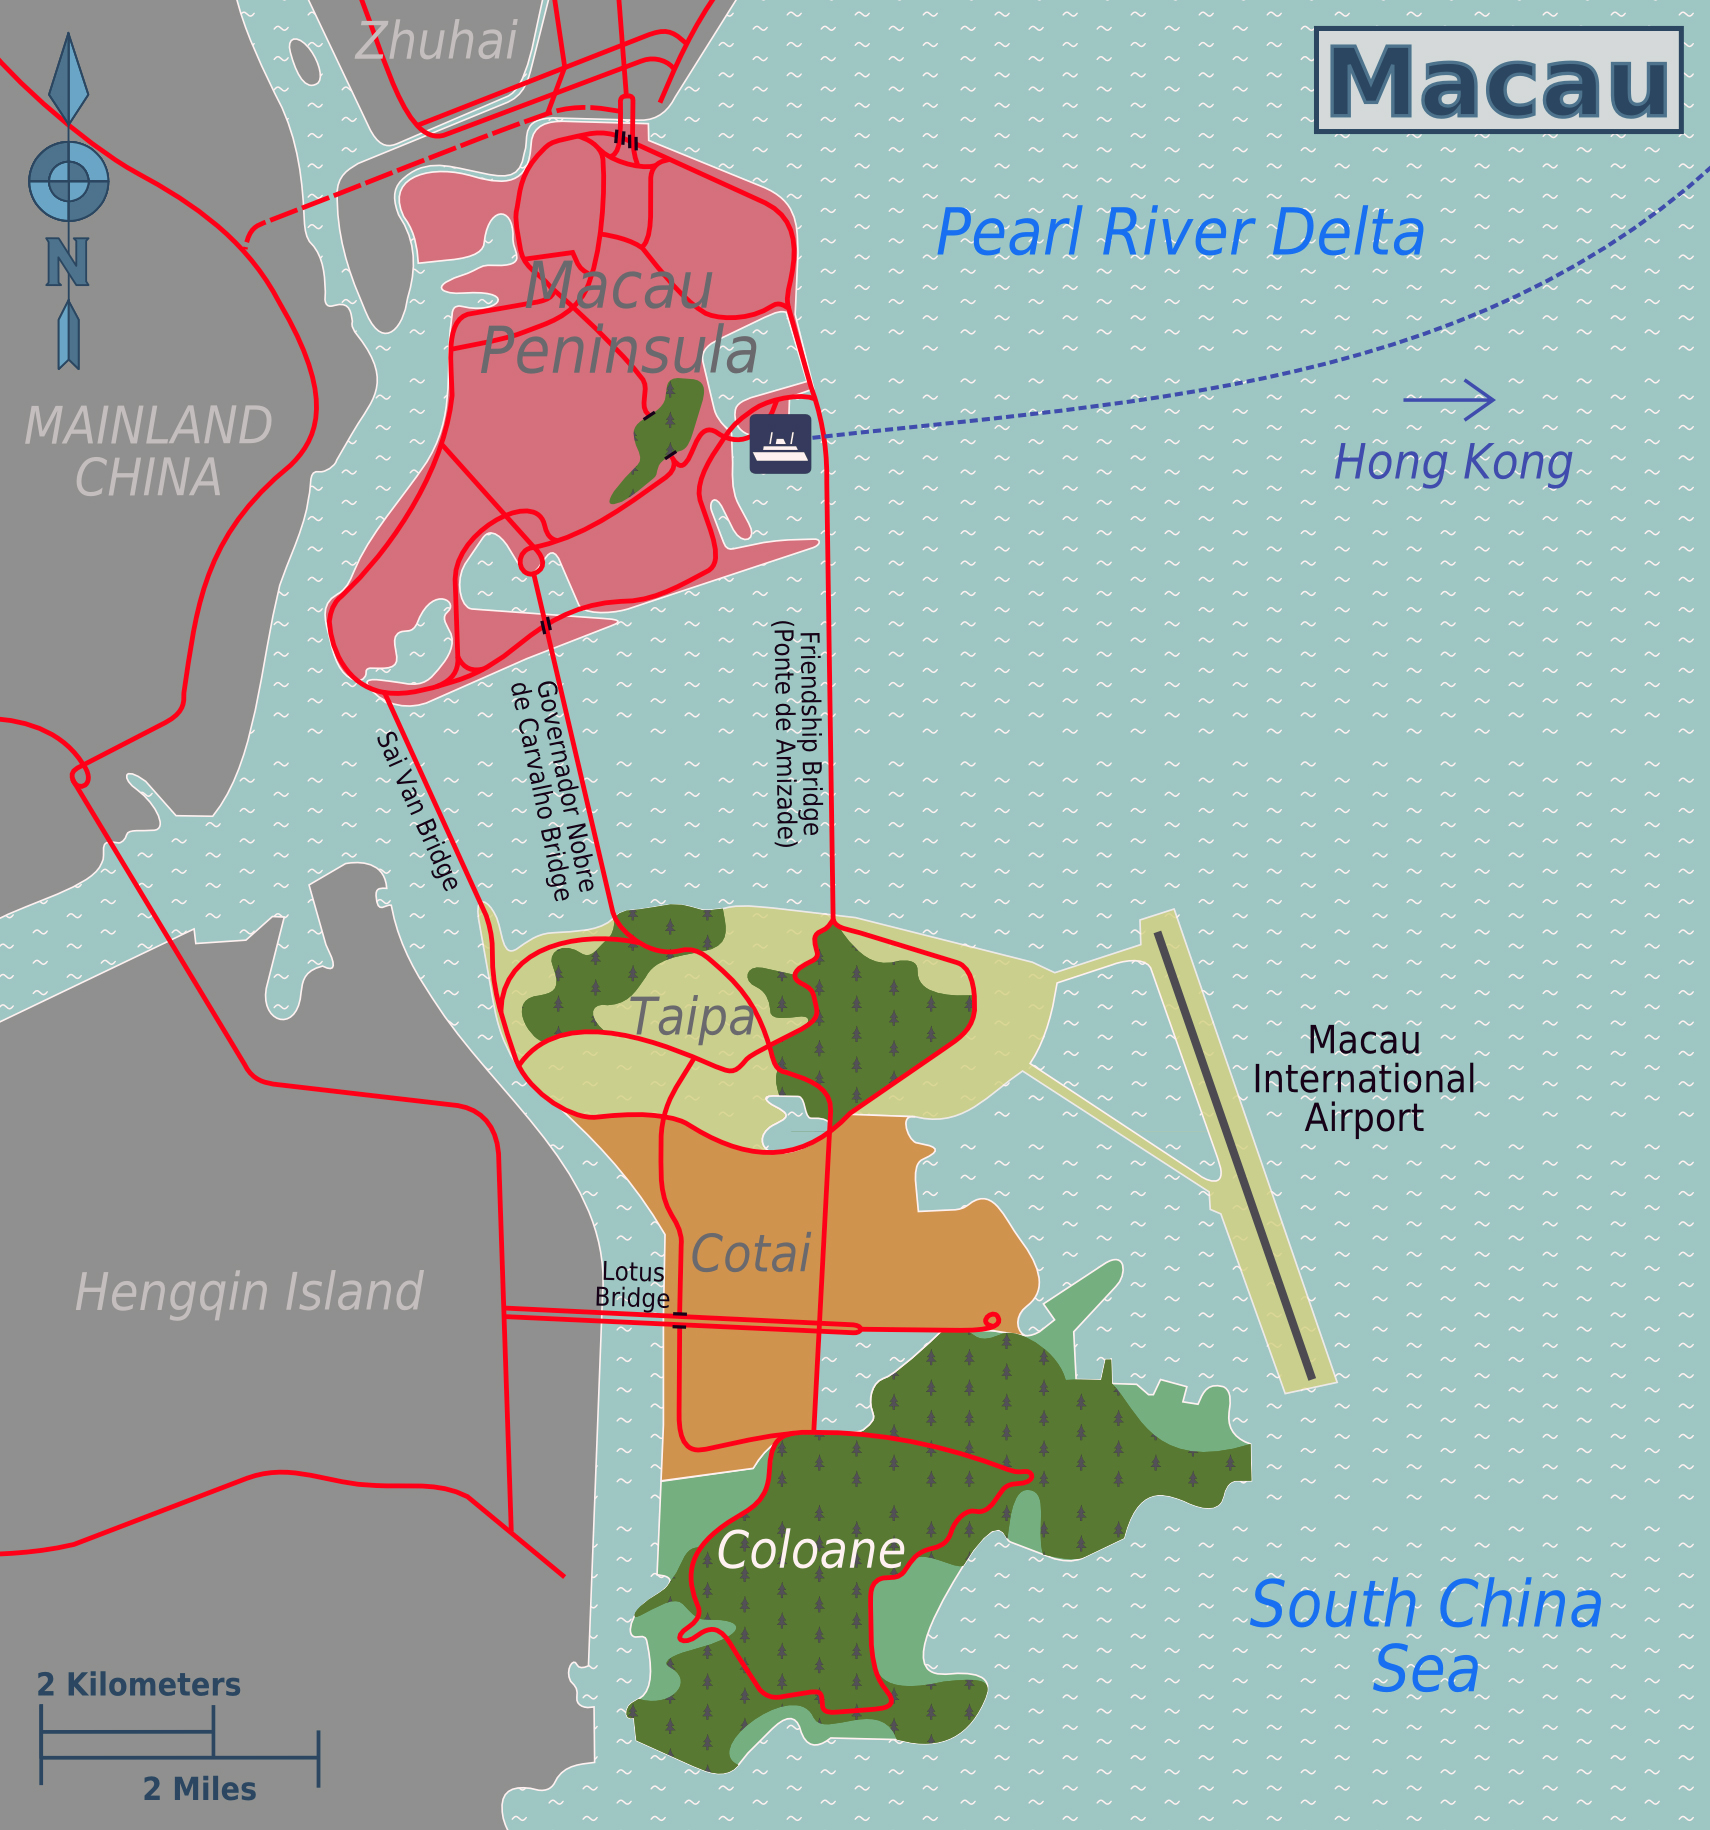 Zhuhai
Macau
N
Pearl River Delta
Macau
Peninsula
MAINLAND
CHINA
Hong Kong
Friendship Bridge
(Ponte de Amizade)
Governador Nobre
de Carvalho Bridge
Sai Van Bridge
Taipa
Macau
International
Airport
Cotai
Lotus
Bridge
Hengqin Island
Coloane
South China
Sea
2 Kilometers
2 Miles